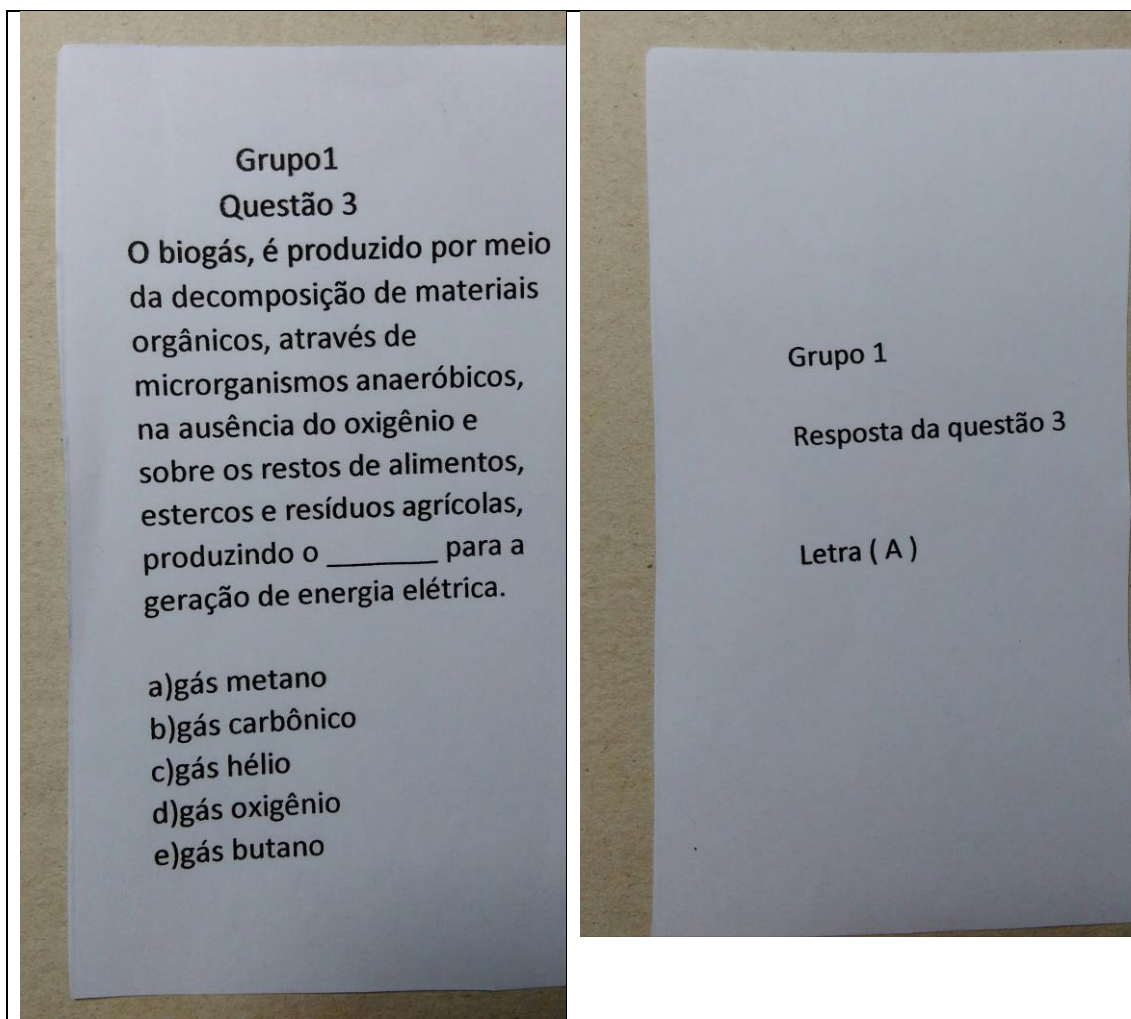 Grupo1
Questão 3
O biogás, é produzido por meio
da decomposição de materiais
orgânicos, através de
microrganismos anaeróbicos,
na ausência do oxigênio e
sobre os restos de alimentos,
estercos e resíduos agrícolas,
produzindo o ________ para a
geração de energia elétrica.
a)gás metano
b)gás carbônico
c)gás hélio
d)gás oxigênio
e)gás butano
Grupo 1
Resposta da questão 3
Letra ( A )